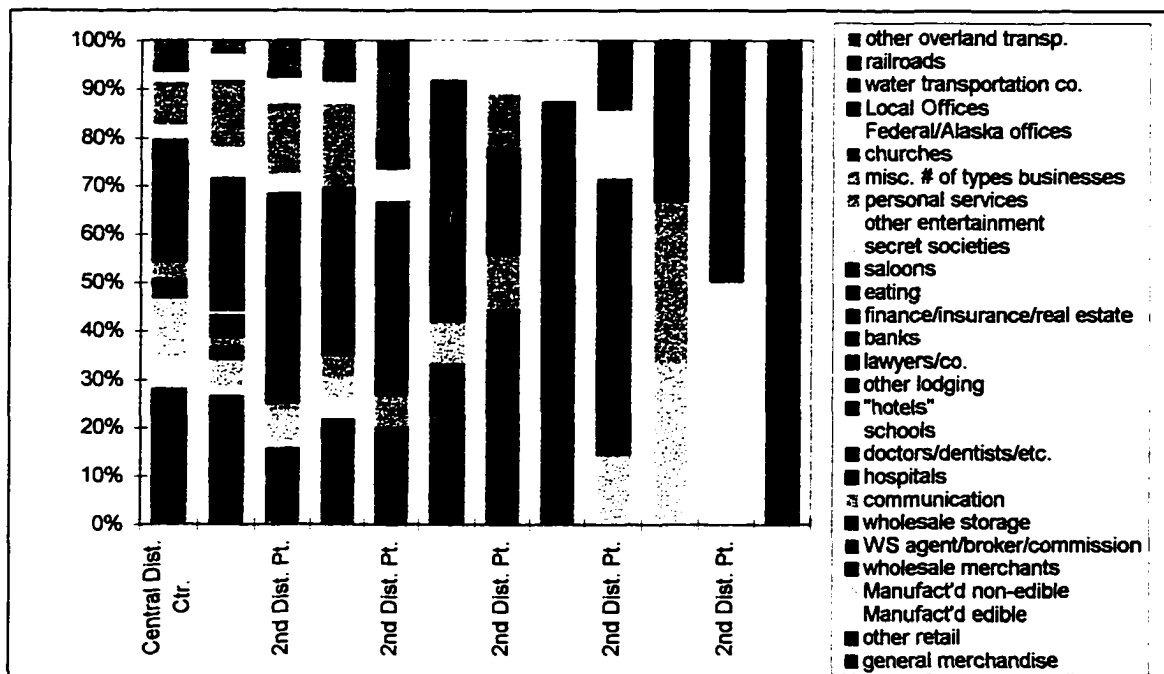 100%
90%
80%
70%
60%
50%
40%
30%
20%
10%
0%
Central Dist. Ctr.
2nd Dist. Pt.
2nd Dist. Pt.
2nd Dist. Pt.
2nd Dist. Pt.
2nd Dist. Pt.
other overland transp.
railroads
water transportation co.
Local Offices
Federal/Alaska offices
churches
misc. # of types businesses
personal services
other entertainment
secret societies
saloons
eating
finance/insurance/real estate
banks
lawyers/co.
other lodging
"hotels"
schools
doctors/dentists/etc.
hospitals
communication
wholesale storage
WS agent/broker/commission
wholesale merchants
Manufact'd non-edible
Manufact'd edible
other retail
general merchandise